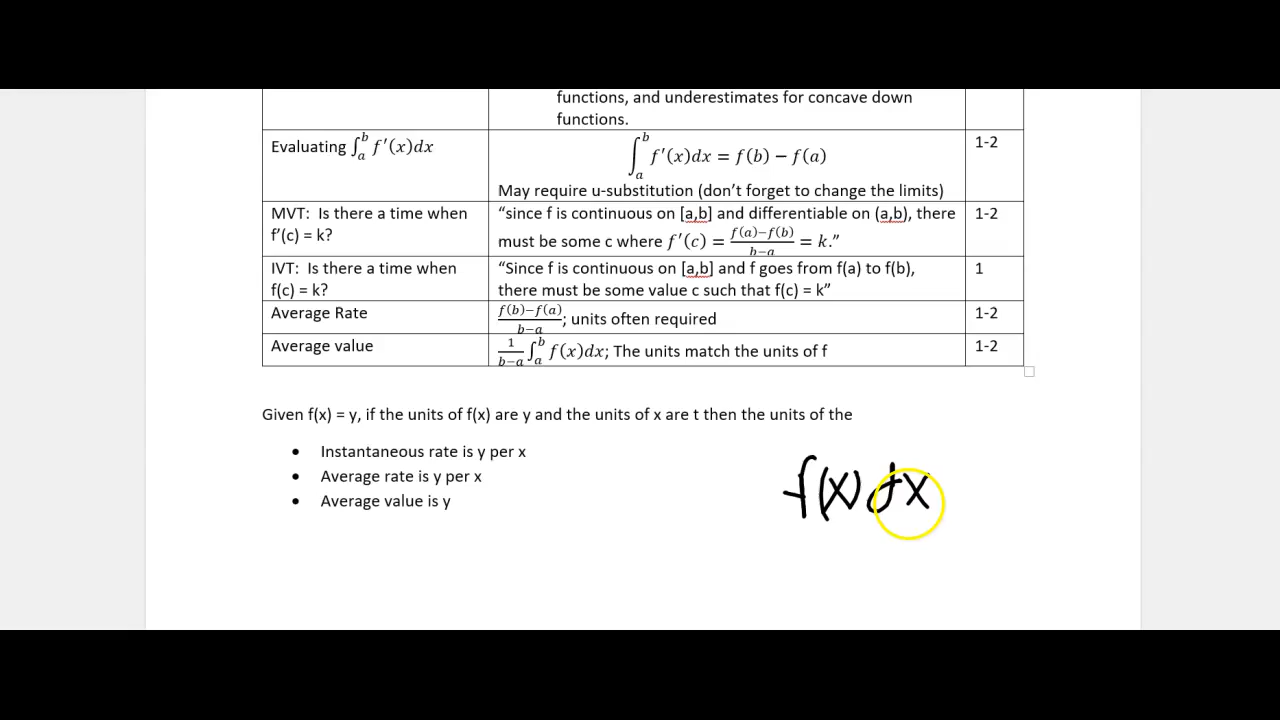 functions, and underestimates for concave down
functions.
Evaluating ∫_a^b f′(x)dx
∫_a^b f′(x)dx = f(b) − f(a)
May require u-substitution (don’t forget to change the limits)
1-2
MVT: Is there a time when
f’(c) = k?
“since f is continuous on [a,b] and differentiable on (a,b), there
must be some c where f′(c) = (f(a)−f(b))/(b−a) = k.”
1-2
IVT: Is there a time when
f(c) = k?
“Since f is continuous on [a,b] and f goes from f(a) to f(b),
there must be some value c such that f(c) = k”
1
Average Rate
(f(b)−f(a))/(b−a); units often required
1-2
Average value
1/(b−a) ∫_a^b f(x)dx; The units match the units of f
1-2
Given f(x) = y, if the units of f(x) are y and the units of x are t then the units of the
• Instantaneous rate is y per x
• Average rate is y per x
• Average value is y
f(x) dx